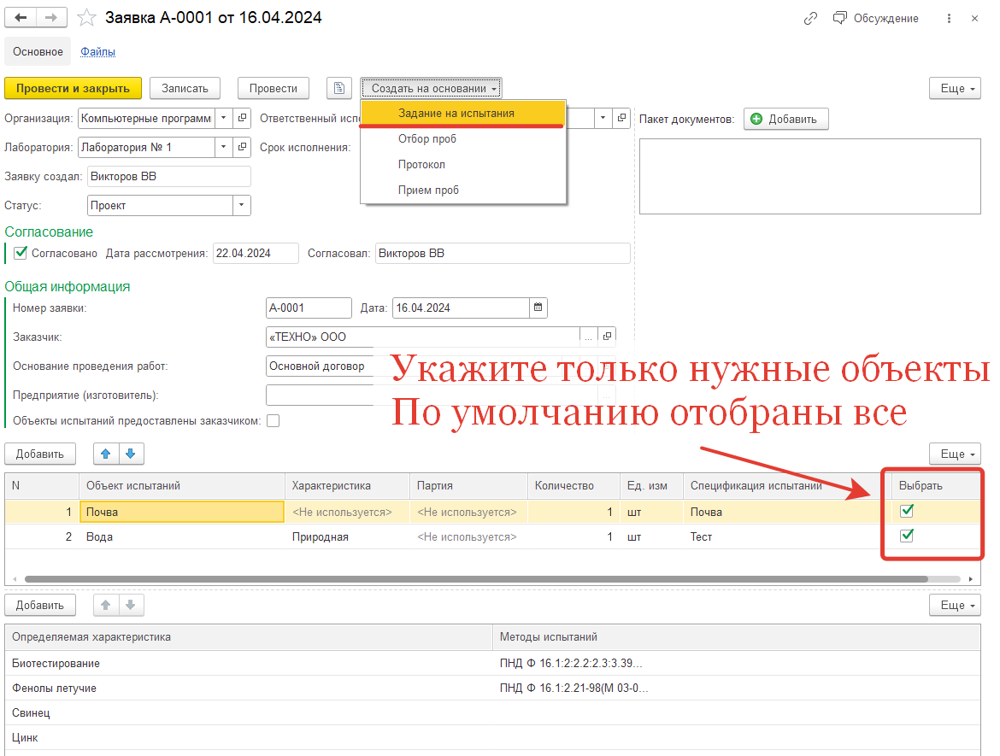 Заявка А-0001 от 16.04.2024
Обсуждение
Основное Файлы
Провести и закрыть Записать Провести Создать на основании Еще
Задание на испытания
Отбор проб
Протокол
Прием проб
Организация: Компьютерные программ Ответственный исп
Пакет документов: Добавить
Лаборатория: Лаборатория № 1 Срок исполнения:
Заявку создал: Викторов ВВ
Статус: Проект
Согласование
Согласовано Дата рассмотрения: 22.04.2024 Согласовал: Викторов ВВ
Общая информация
Номер заявки: А-0001 Дата: 16.04.2024
Заказчик: «ТЕХНО» ООО ...
Основание проведения работ: Основной договор
Предприятие (изготовитель):
Объекты испытаний предоставлены заказчиком:
Укажите только нужные объекты
По умолчанию отобраны все
Добавить Еще
N Объект испытаний Характеристика Партия Количество Ед. изм Спецификация испытании Выбрать
1 Почва <Не используется> <Не используется> 1 шт Почва
2 Вода Природная <Не используется> 1 шт Тест
Добавить Еще
Определяемая характеристика Методы испытаний
Биотестирование ПНД Ф 16.1:2:2.2:2.3:3.39...
Фенолы летучие ПНД Ф 16.1:2.21-98(М 03-0...
Свинец
Цинк